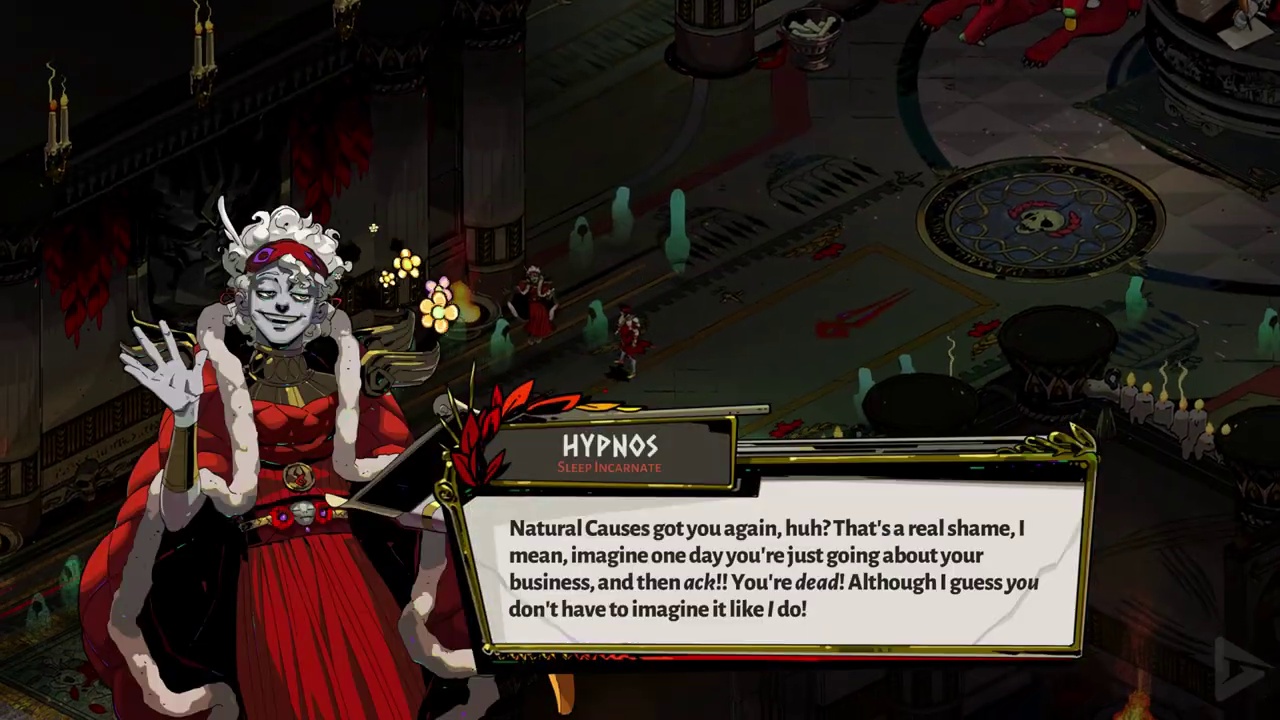 HYPNOS
SLEEP INCARNATE
Natural Causes got you again, huh? That's a real shame, I
mean, imagine one day you're just going about your
business, and then ack!! You're dead! Although I guess you
don't have to imagine it like I do!